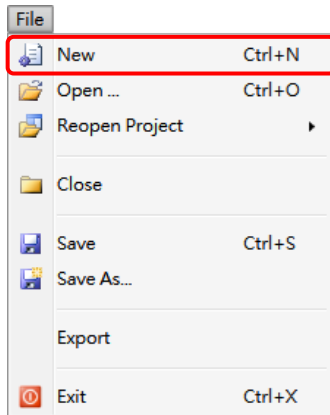 File
New Ctrl+N
Open ... Ctrl+O
Reopen Project
Close
Save Ctrl+S
Save As...
Export
Exit Ctrl+X